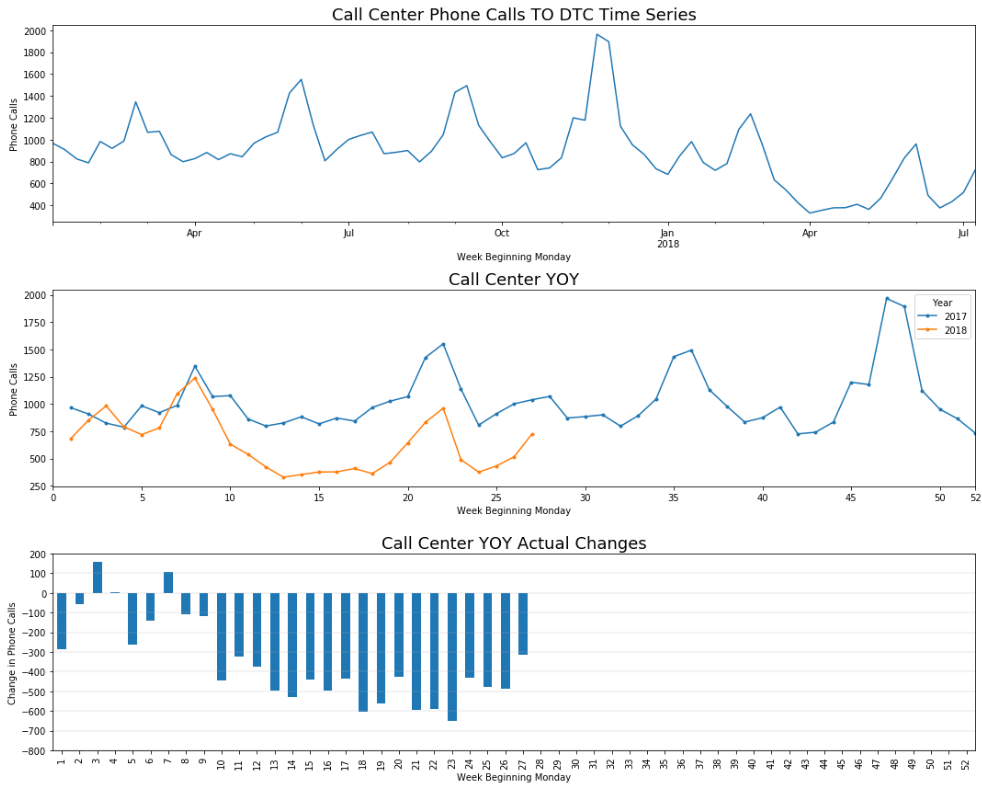 Call Center Phone Calls TO DTC Time Series
2000
1800
1600
1400
1200
1000
800
600
400
Phone Calls
Apr
Jul
Oct
Jan
2018
Apr
Jul
Week Beginning Monday
Call Center YOY
2000
1750
1500
1250
1000
750
500
250
Phone Calls
Year
2017
2018
0 5 10 15 20 25 30 35 40 45 50 52
Week Beginning Monday
Call Center YOY Actual Changes
200
100
0
−100
−200
−300
−400
−500
−600
−700
−800
Change in Phone Calls
1 2 3 4 5 6 7 8 9 10 11 12 13 14 15 16 17 18 19 20 21 22 23 24 25 26 27 28 29 30 31 32 33 34 35 36 37 38 39 40 41 42 43 44 45 46 47 48 49 50 51 52
Week Beginning Monday